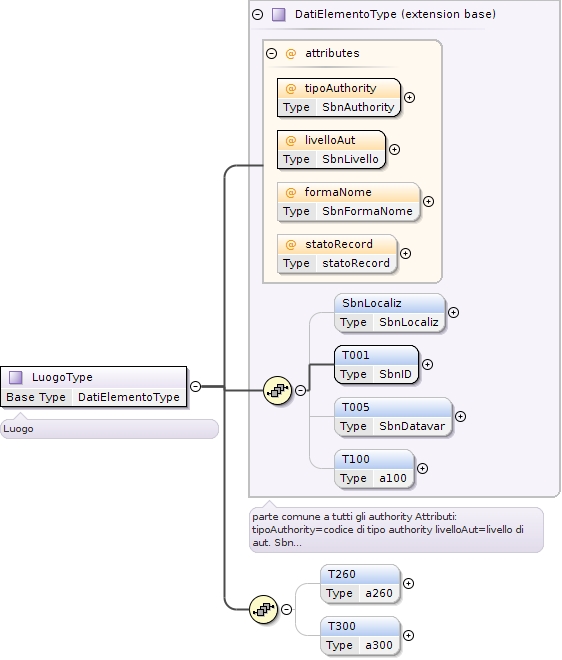 DatiElementoType (extension base)
@ attributes
@ tipoAuthority
Type SbnAuthority
@ livelloAut
Type SbnLivello
@ formaNome
Type SbnFormaNome
@ statoRecord
Type statoRecord
SbnLocaliz
Type SbnLocaliz
T001
Type SbnID
LuogoType
Base Type DatiElementoType
Luogo
T005
Type SbnDatavar
T100
Type a100
parte comune a tutti gli authority Attributi:
tipoAuthority=codice di tipo authority livelloAut=livello di
aut. Sbn...
T260
Type a260
T300
Type a300